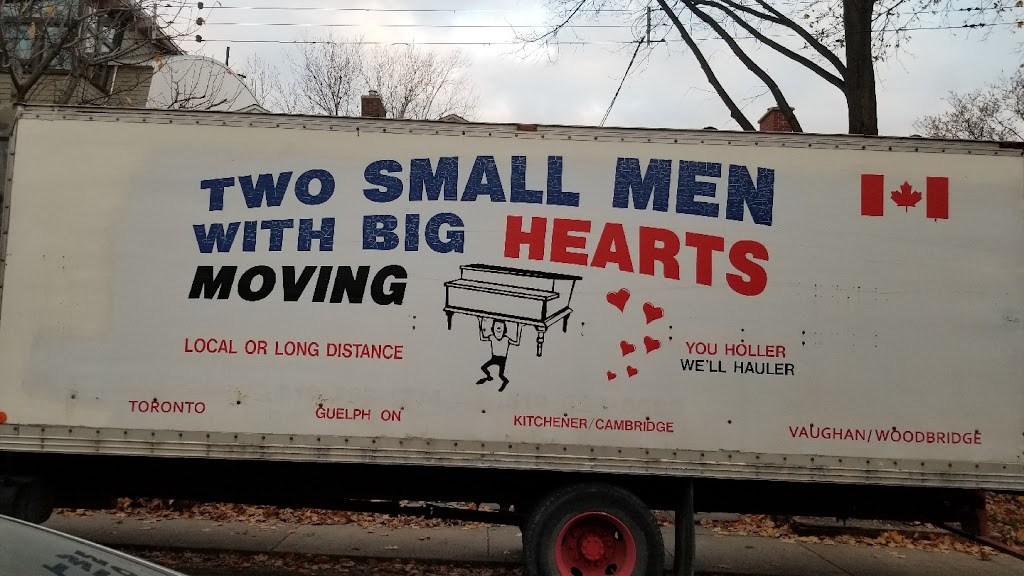 TWO SMALL MEN
WITH BIG HEARTS
MOVING
LOCAL OR LONG DISTANCE
YOU HOLLER
WE'LL HAULER
TORONTO
GUELPH ON
KITCHENER/CAMBRIDGE
VAUGHAN/WOODBRIDGE